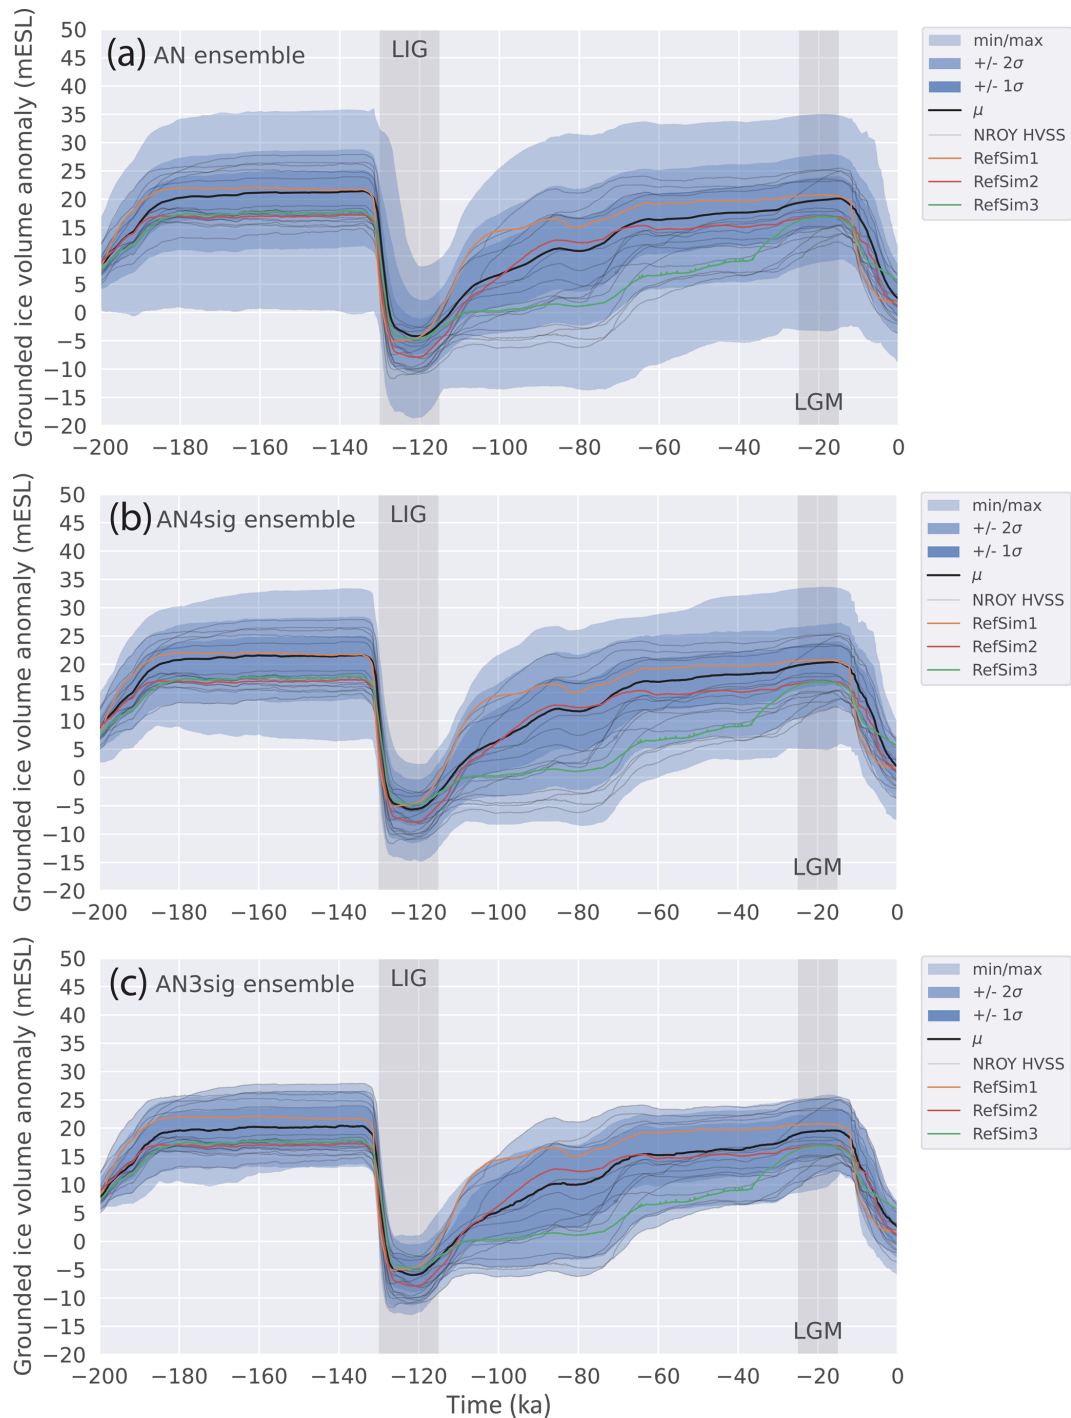 (a) AN ensemble
LIG
LGM
Grounded ice volume anomaly (mESL)
50
45
40
35
30
25
20
15
10
5
0
−5
−10
−15
−20
−200 −180 −160 −140 −120 −100 −80 −60 −40 −20 0
min/max
+/- 2σ
+/- 1σ
μ
NROY HVSS
RefSim1
RefSim2
RefSim3
(b) AN4sig ensemble
LIG
LGM
Grounded ice volume anomaly (mESL)
50
45
40
35
30
25
20
15
10
5
0
−5
−10
−15
−20
−200 −180 −160 −140 −120 −100 −80 −60 −40 −20 0
min/max
+/- 2σ
+/- 1σ
μ
NROY HVSS
RefSim1
RefSim2
RefSim3
(c) AN3sig ensemble
LIG
LGM
Grounded ice volume anomaly (mESL)
50
45
40
35
30
25
20
15
10
5
0
−5
−10
−15
−20
−200 −180 −160 −140 −120 −100 −80 −60 −40 −20 0
Time (ka)
min/max
+/- 2σ
+/- 1σ
μ
NROY HVSS
RefSim1
RefSim2
RefSim3